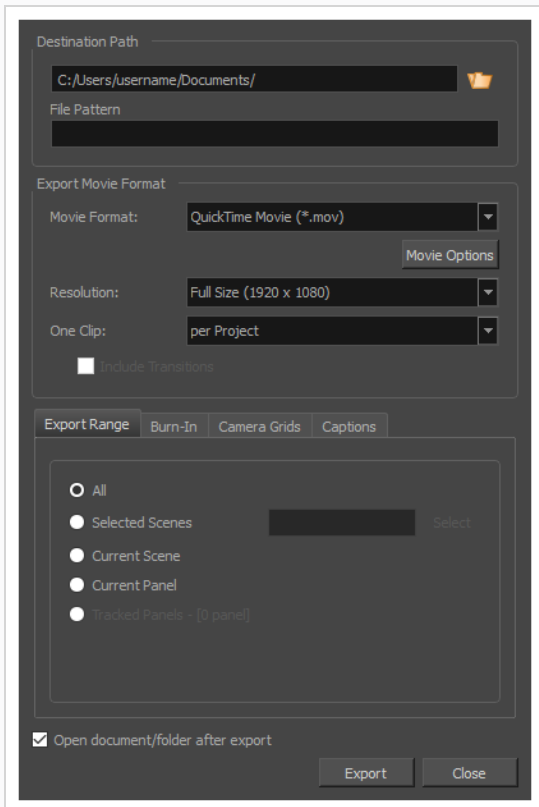 Destination Path
C:/Users/username/Documents/
File Pattern
Export Movie Format
Movie Format: QuickTime Movie (*.mov)
Movie Options
Resolution: Full Size (1920 x 1080)
One Clip: per Project
Include Transitions
Export Range Burn-In Camera Grids Captions
All
Selected Scenes Select
Current Scene
Current Panel
Tracked Panels - [0 panel]
Open document/folder after export
Export Close